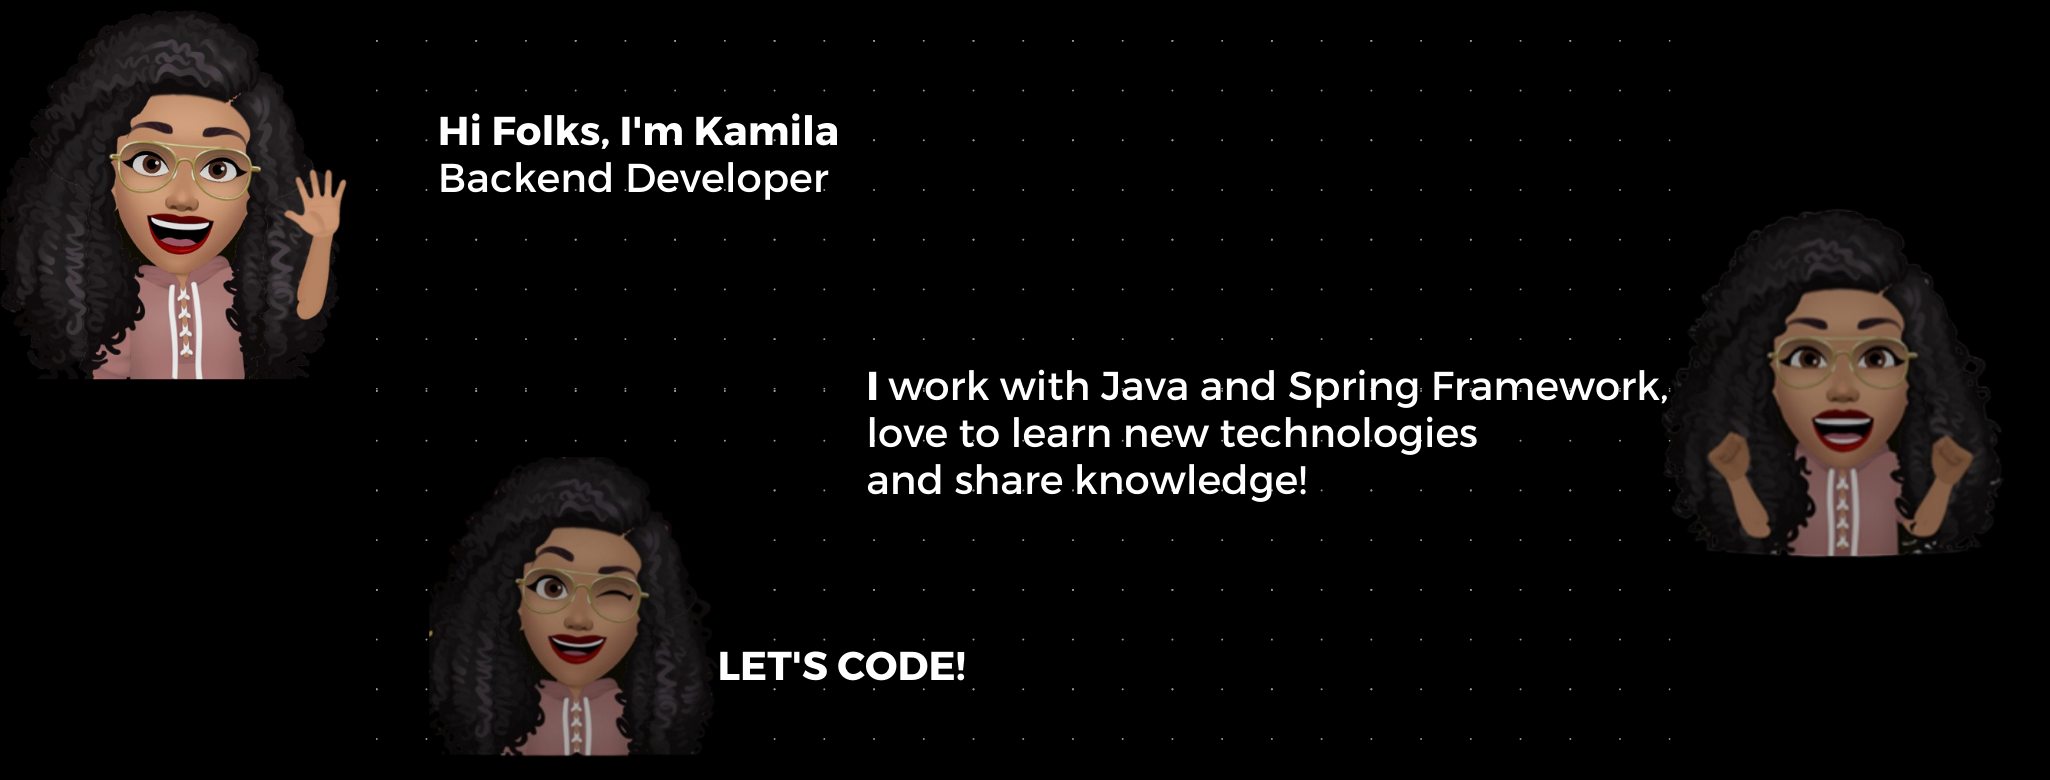 Hi Folks, I'm Kamila
Backend Developer
I work with Java and Spring Framework,
love to learn new technologies
and share knowledge!
LET'S CODE!